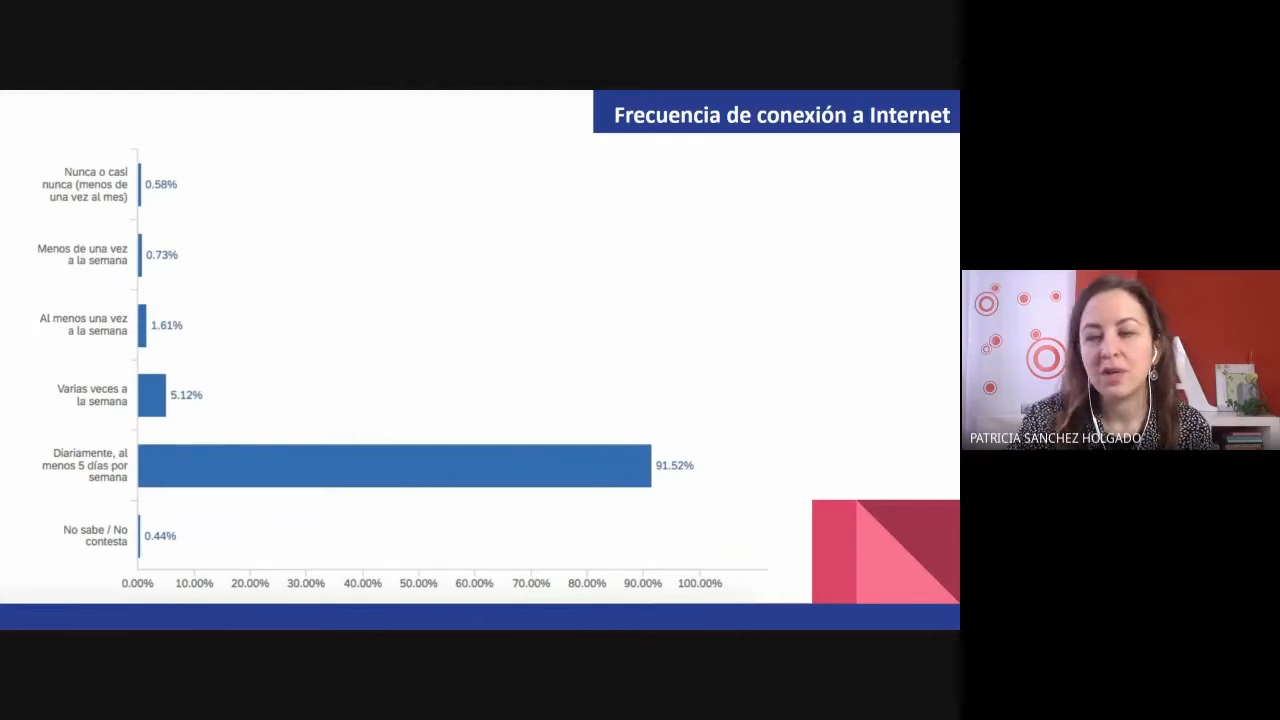 Frecuencia de conexión a Internet
Nunca o casi
nunca (menos de
una vez al mes)
0.58%
Menos de una vez
a la semana
0.73%
Al menos una vez
a la semana
1.61%
Varias veces a
la semana
5.12%
Diariamente, al
menos 5 días por
semana
91.52%
No sabe / No
contesta
0.44%
0.00% 10.00% 20.00% 30.00% 40.00% 50.00% 60.00% 70.00% 80.00% 90.00% 100.00%
PATRICIA SÁNCHEZ HOLGADO